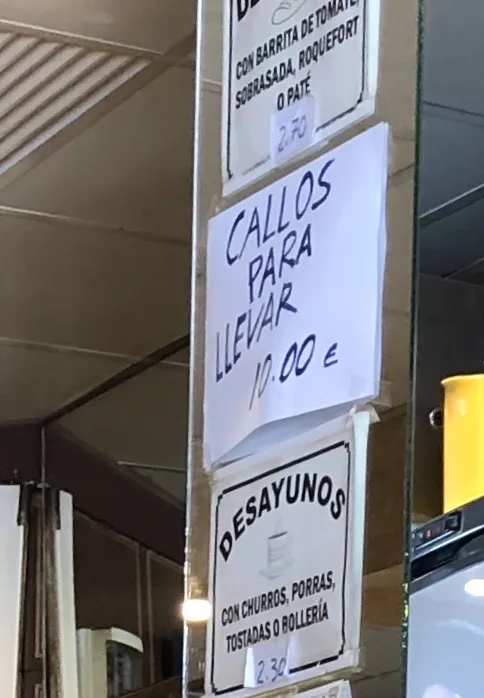 CON BARRITA DE TOMATE,
SOBRASADA, ROQUEFORT
O PATÉ
2.70
CALLOS
PARA
LLEVAR
10.00 €
DESAYUNOS
CON CHURROS, PORRAS,
TOSTADAS O BOLLERÍA
2.30